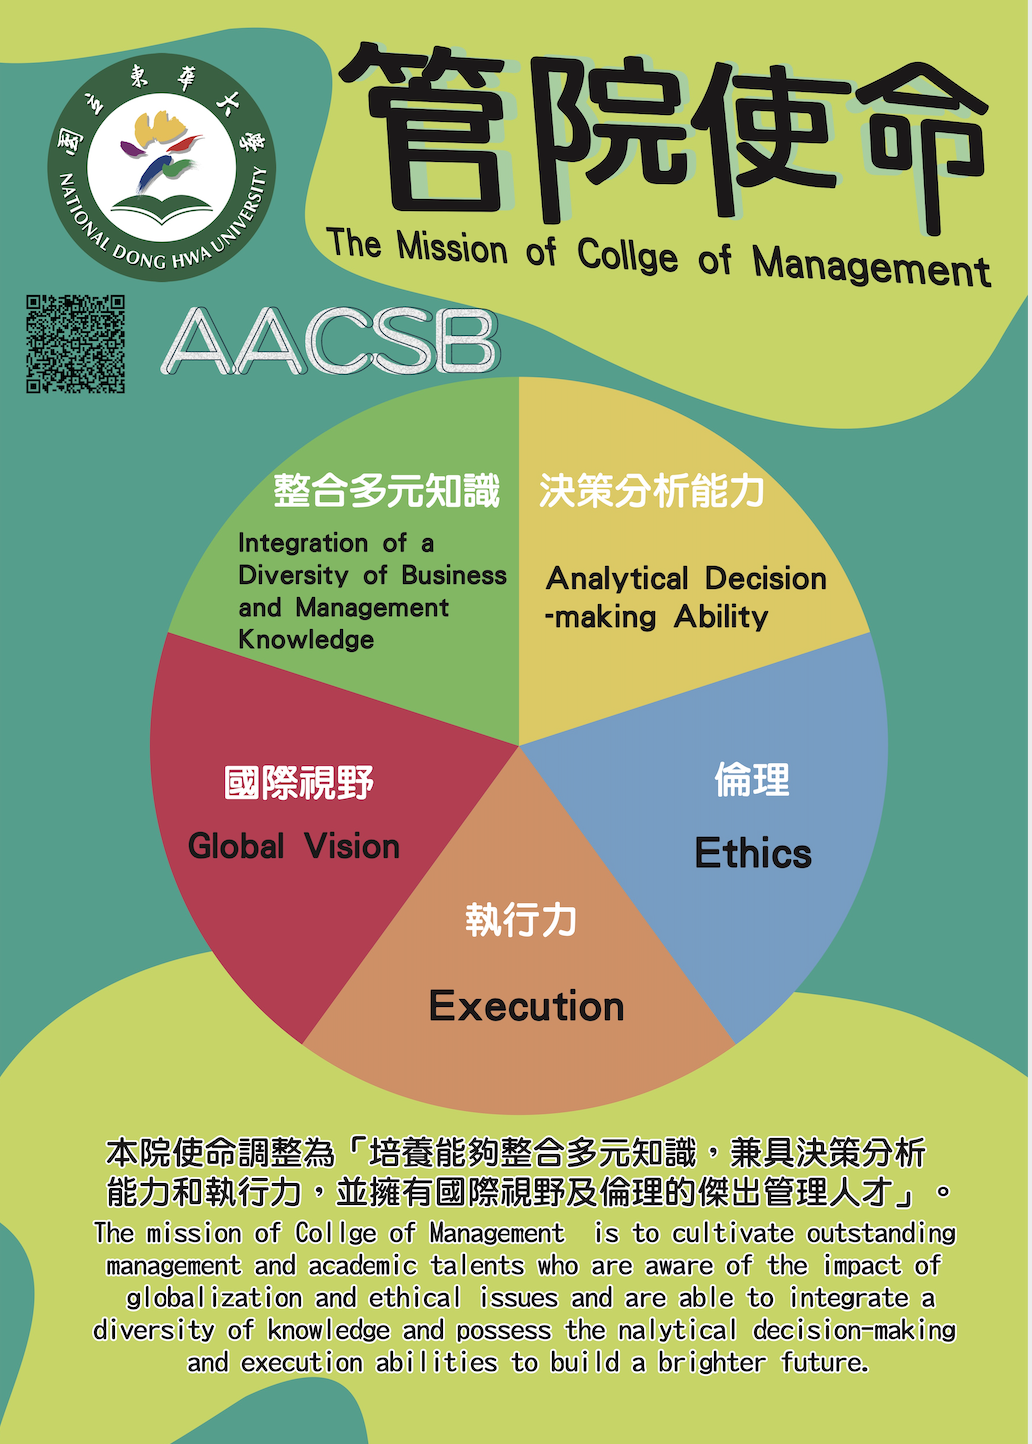 國立東華大學
NATIONAL DONG HWA UNIVERSITY
管院使命
The Mission of Collge of Management
AACSB
整合多元知識
Integration of a
Diversity of Business
and Management
Knowledge
決策分析能力
Analytical Decision
-making Ability
國際視野
Global Vision
倫理
Ethics
執行力
Execution
本院使命調整為「培養能夠整合多元知識，兼具決策分析
能力和執行力，並擁有國際視野及倫理的傑出管理人才」。
The mission of Collge of Management is to cultivate outstanding
management and academic talents who are aware of the impact of
globalization and ethical issues and are able to integrate a
diversity of knowledge and possess the nalytical decision-making
and execution abilities to build a brighter future.